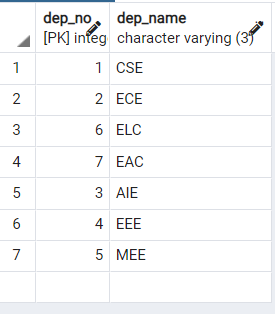 dep_no dep_name
[PK] integ character varying (3)
1 1 CSE
2 2 ECE
3 6 ELC
4 7 EAC
5 3 AIE
6 4 EEE
7 5 MEE